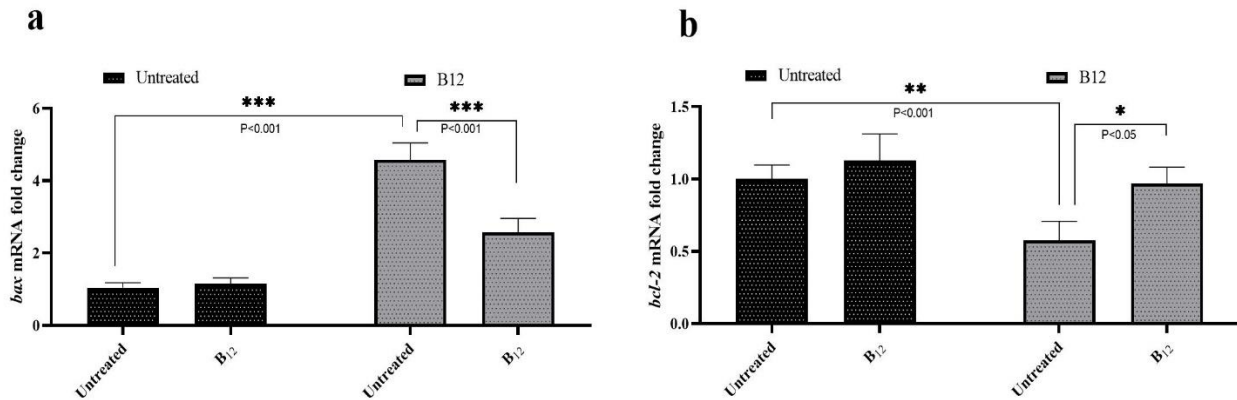 a
Untreated
B12
bax mRNA fold change
6
4
2
0
***
P<0.001
***
P<0.001
Untreated
B₁₂
Untreated
B₁₂
b
Untreated
B12
bcl-2 mRNA fold change
1.5
1.0
0.5
0.0
**
P<0.001
*
P<0.05
Untreated
B₁₂
Untreated
B₁₂